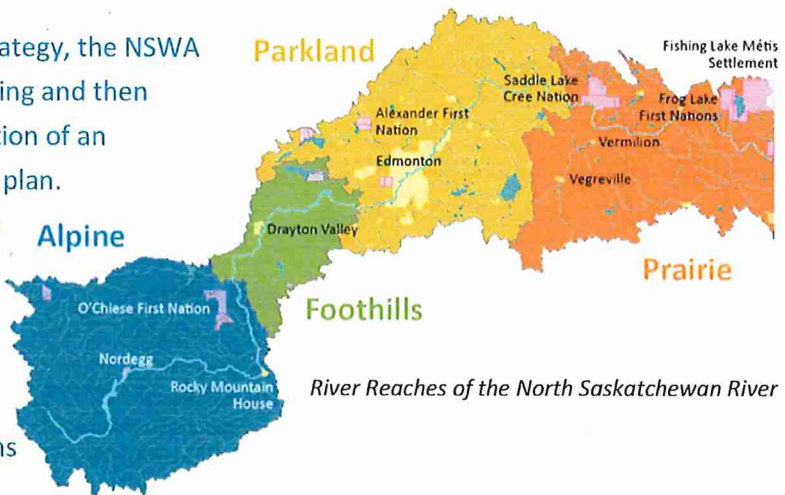 ategy, the NSWA
ing and then
tion of an
plan.
Parkland
Fishing Lake Métis
Settlement
Saddle Lake
Cree Nation
Frog Lake
First Nations
Alexander First
Nation
Vermilion
Edmonton
Vegreville
Alpine
Drayton Valley
Prairie
O'Chiese First Nation
Foothills
Nordegg
Rocky Mountain
House
River Reaches of the North Saskatchewan River
ns